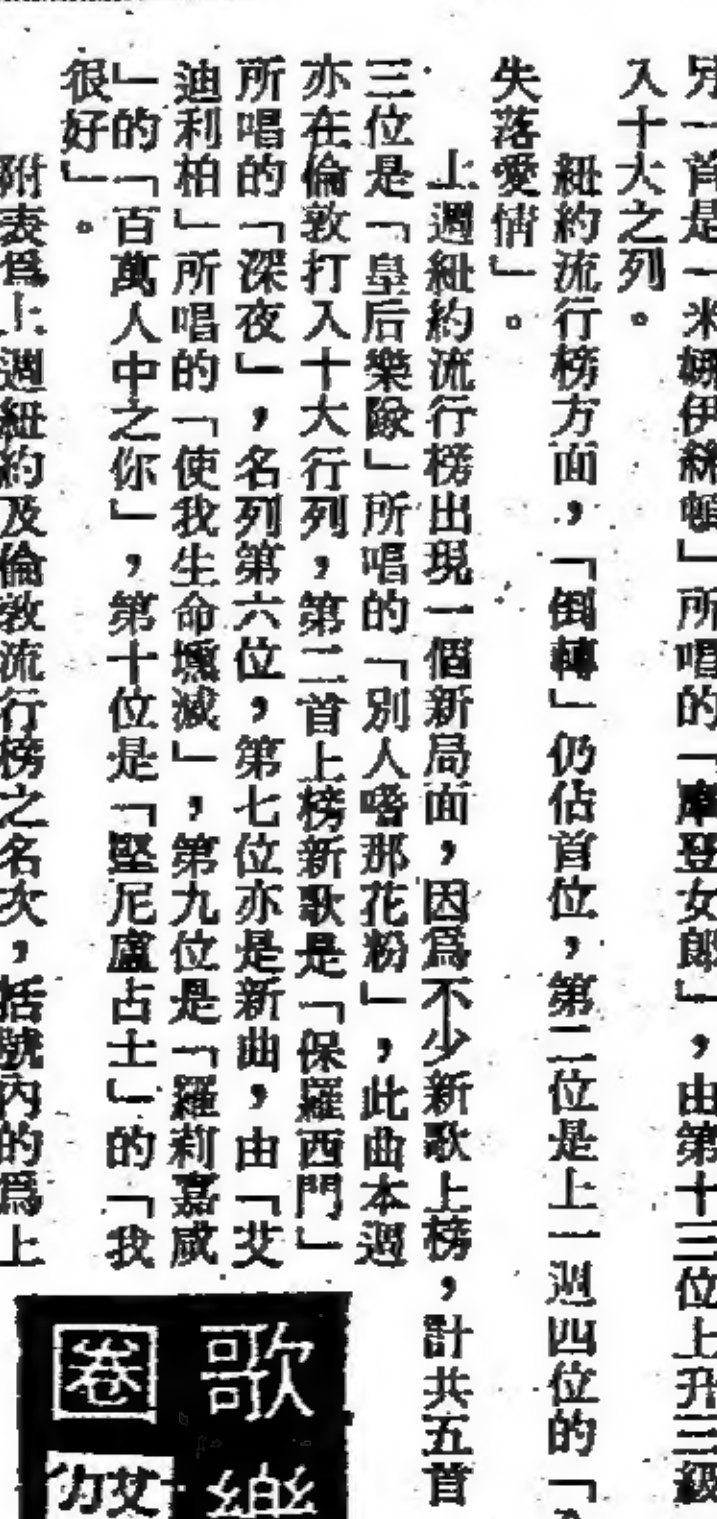 另一首是「米娜伊統頓」所唱的「摩登女郎」，由第十三位上升三級
入十大之列。
紐約流行榜方面，「倒轉」仍佔首位，第二位是上一週四位的「
失落愛情」。
上週紐約流行榜出現一個新局面，因爲不少新歌上榜，計共五首
三位是「皇后樂隊」所唱的「別人嗜那花粉」，此曲本週
亦在倫敦打入十大行列，第二首上榜新歌是「保羅西門」
所唱的「深夜」，名列第六位，第七位亦是新曲，由「艾
迪利柏」所唱的「使我生命燻滅」，第九位是「羅莉嘉威
」的「百萬人中之你」，第十位是「堅尼盧占士」的「我
很好」。
附表爲上週紐約及倫敦流行榜之名次，括號內的爲上
歌樂
圈艾